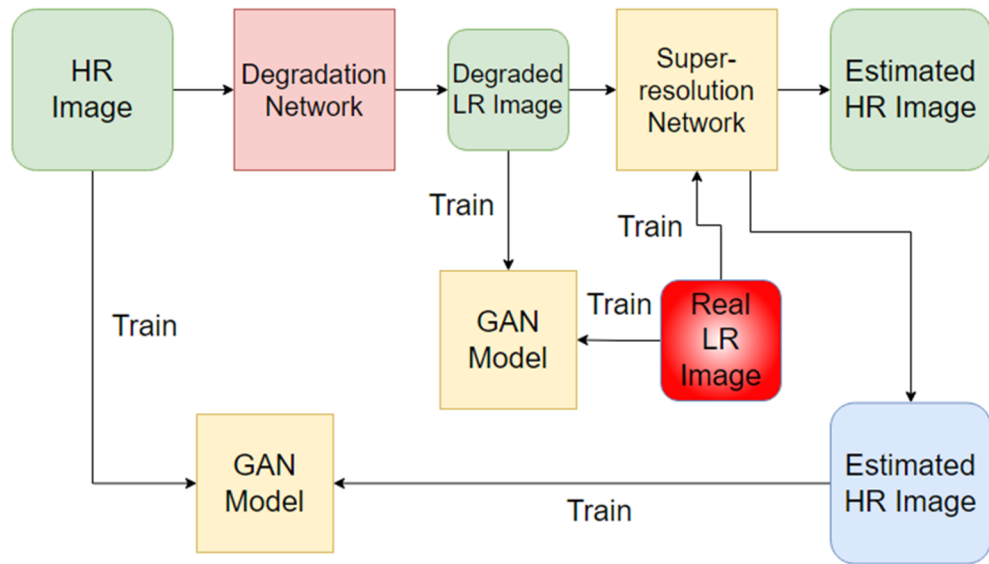 HR
Image
Degradation
Network
Degraded
LR Image
Super-
resolution
Network
Estimated
HR Image
Train
Train
Train
GAN
Model
Train
Real
LR
Image
GAN
Model
Train
Estimated
HR Image